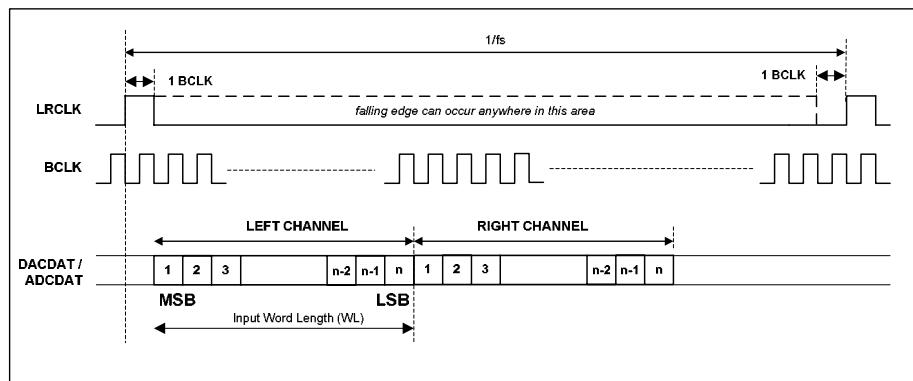 1/fs
1 BCLK
1 BCLK
LRCLK
falling edge can occur anywhere in this area
BCLK
LEFT CHANNEL
RIGHT CHANNEL
DACDAT /
ADCDAT
1 2 3 n-2 n-1 n 1 2 3 n-2 n-1 n
MSB LSB
Input Word Length (WL)